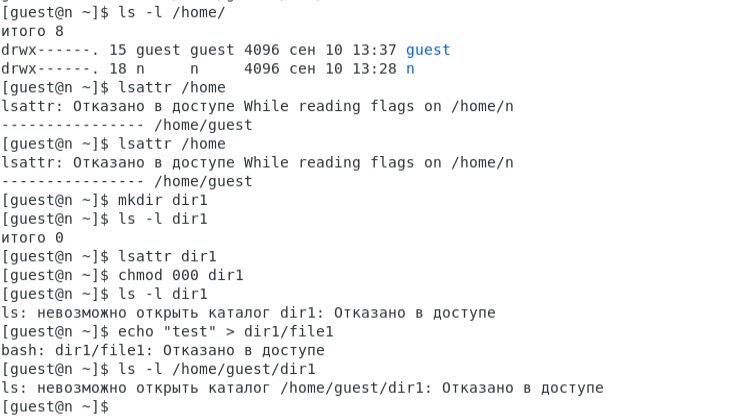 [guest@n ~]$ ls -l /home/
итого 8
drwx------. 15 guest guest 4096 сен 10 13:37 guest
drwx------. 18 n     n     4096 сен 10 13:28 n
[guest@n ~]$ lsattr /home
lsattr: Отказано в доступе While reading flags on /home/n
---------------- /home/guest
[guest@n ~]$ lsattr /home
lsattr: Отказано в доступе While reading flags on /home/n
---------------- /home/guest
[guest@n ~]$ mkdir dir1
[guest@n ~]$ ls -l dir1
итого 0
[guest@n ~]$ lsattr dir1
[guest@n ~]$ chmod 000 dir1
[guest@n ~]$ ls -l dir1
ls: невозможно открыть каталог dir1: Отказано в доступе
[guest@n ~]$ echo "test" > dir1/file1
bash: dir1/file1: Отказано в доступе
[guest@n ~]$ ls -l /home/guest/dir1
ls: невозможно открыть каталог /home/guest/dir1: Отказано в доступе
[guest@n ~]$